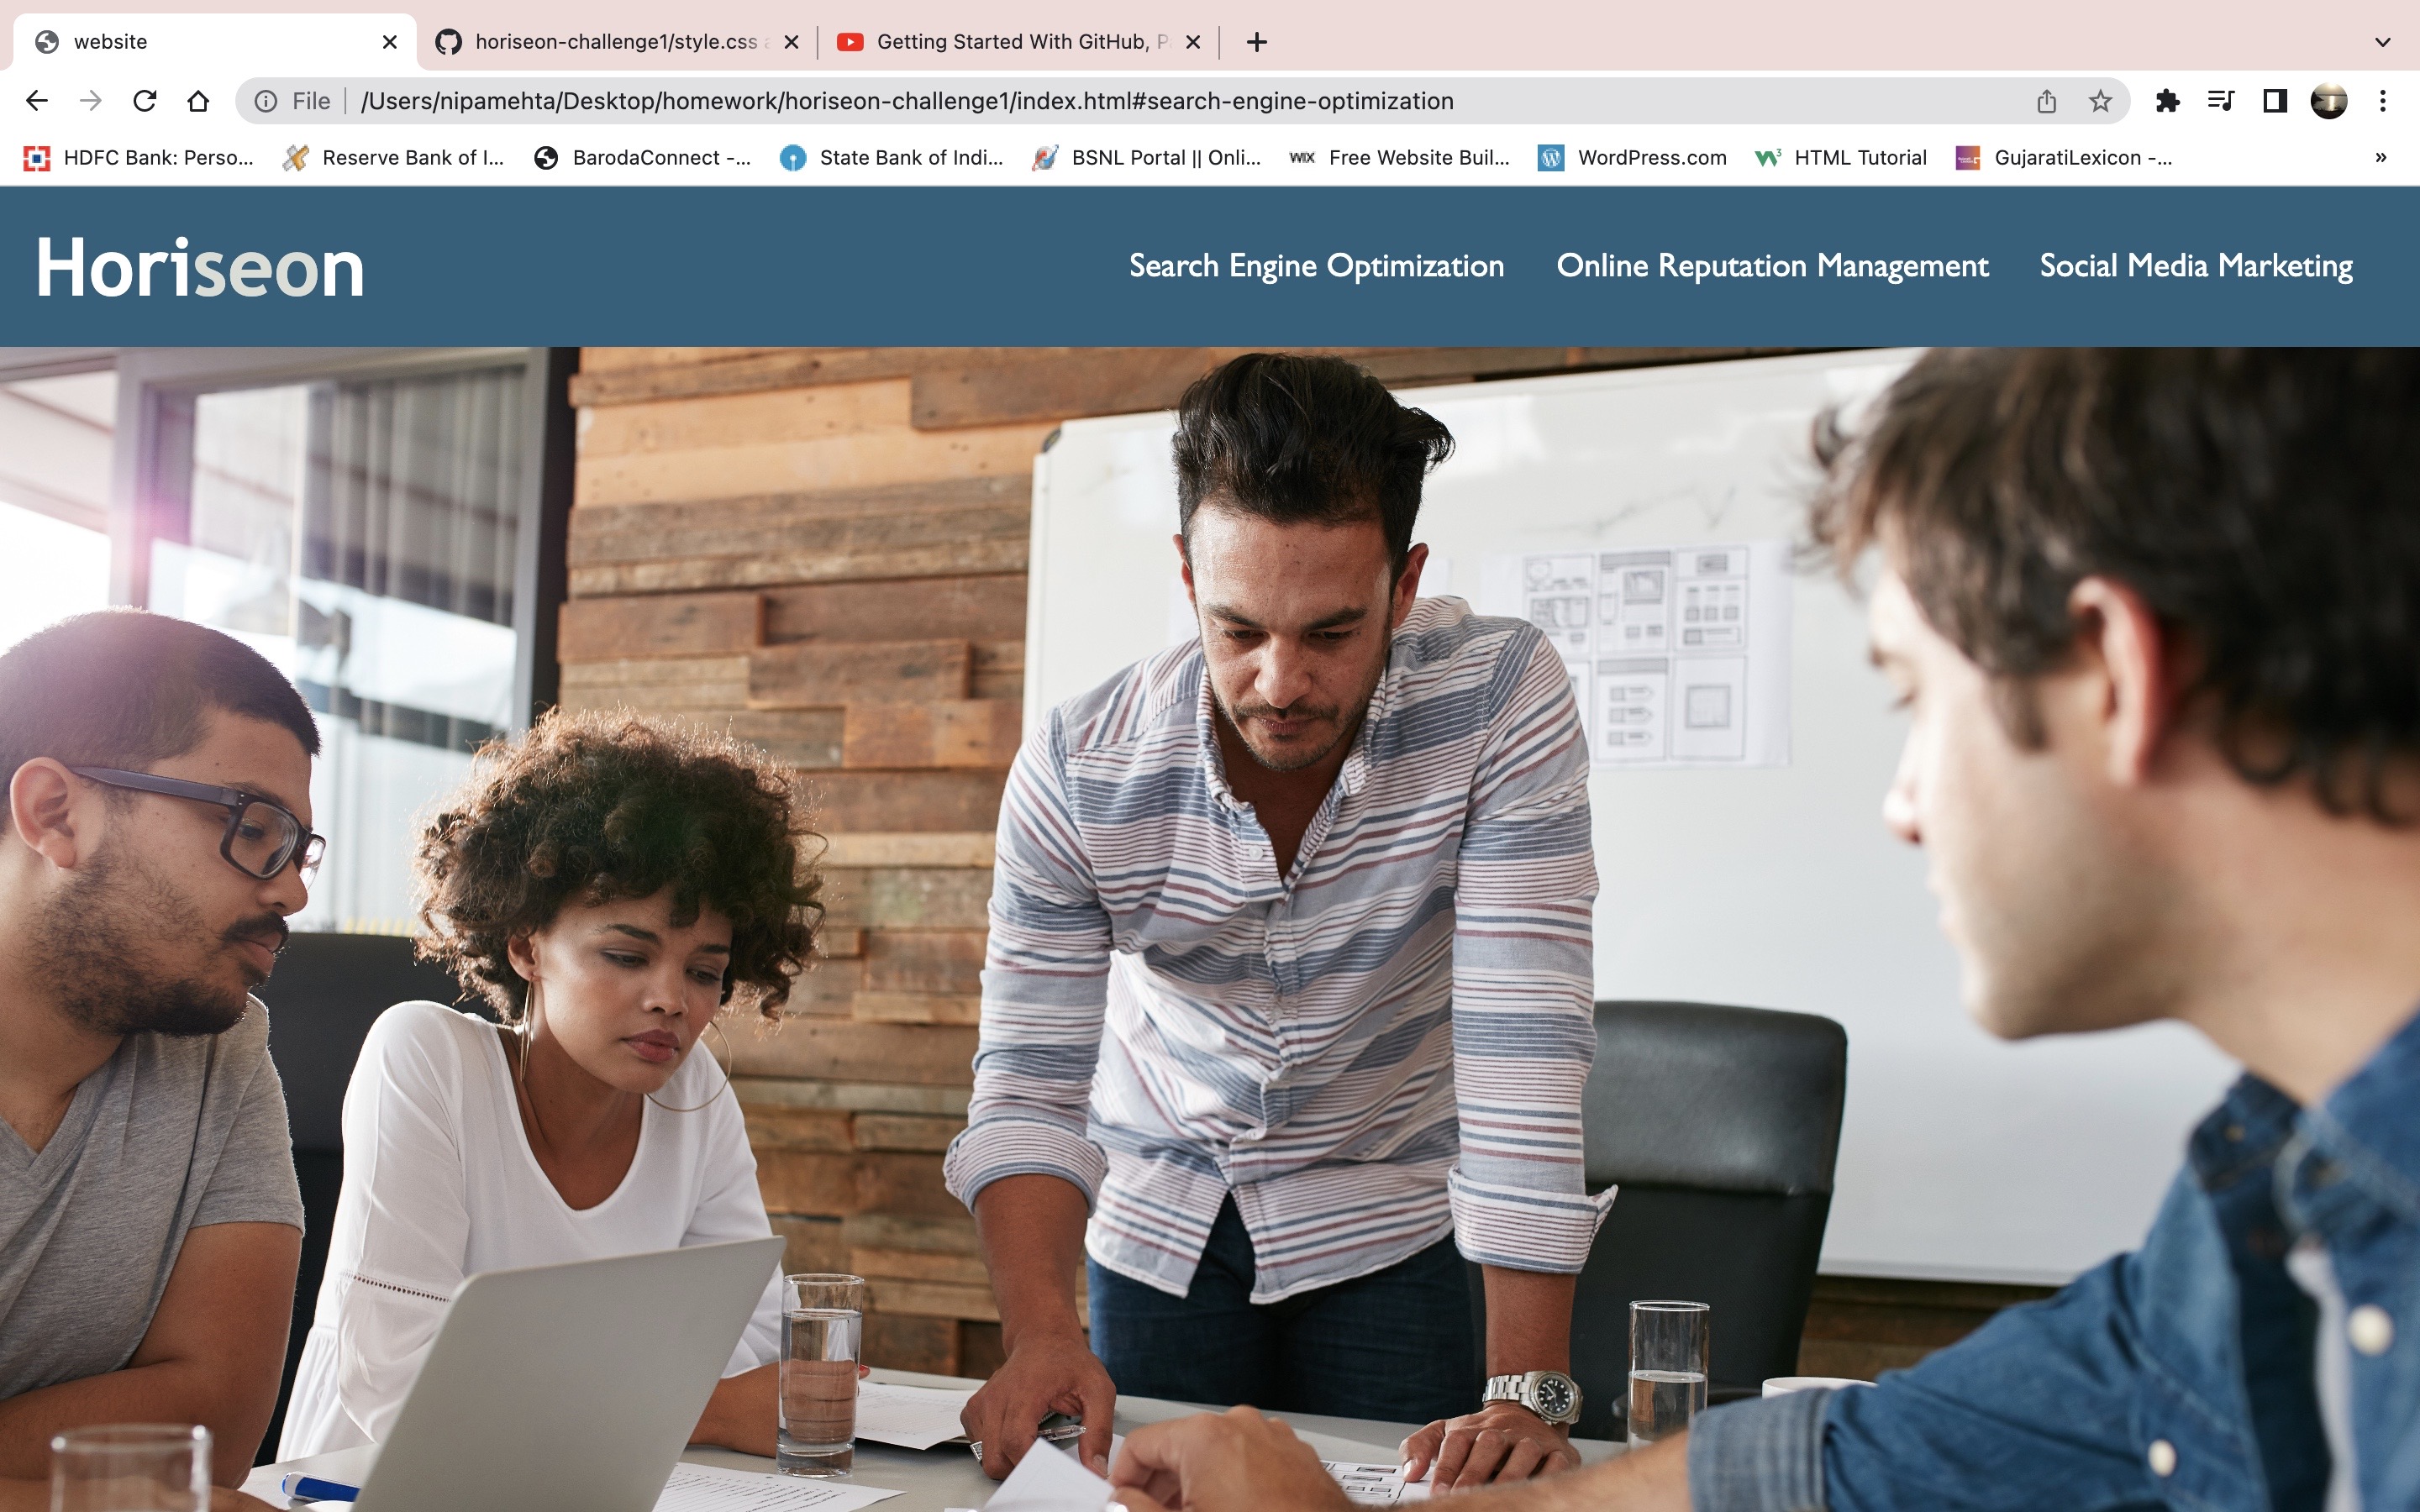 website
horiseon-challenge1/style.css a
Getting Started With GitHub, P
File
/Users/nipamehta/Desktop/homework/horiseon-challenge1/index.html#search-engine-optimization
HDFC Bank: Perso...
Reserve Bank of I...
BarodaConnect -...
State Bank of Indi...
BSNL Portal || Onli...
WIX Free Website Buil...
WordPress.com
HTML Tutorial
GujaratiLexicon -...
»
Horiseon
Search Engine Optimization
Online Reputation Management
Social Media Marketing